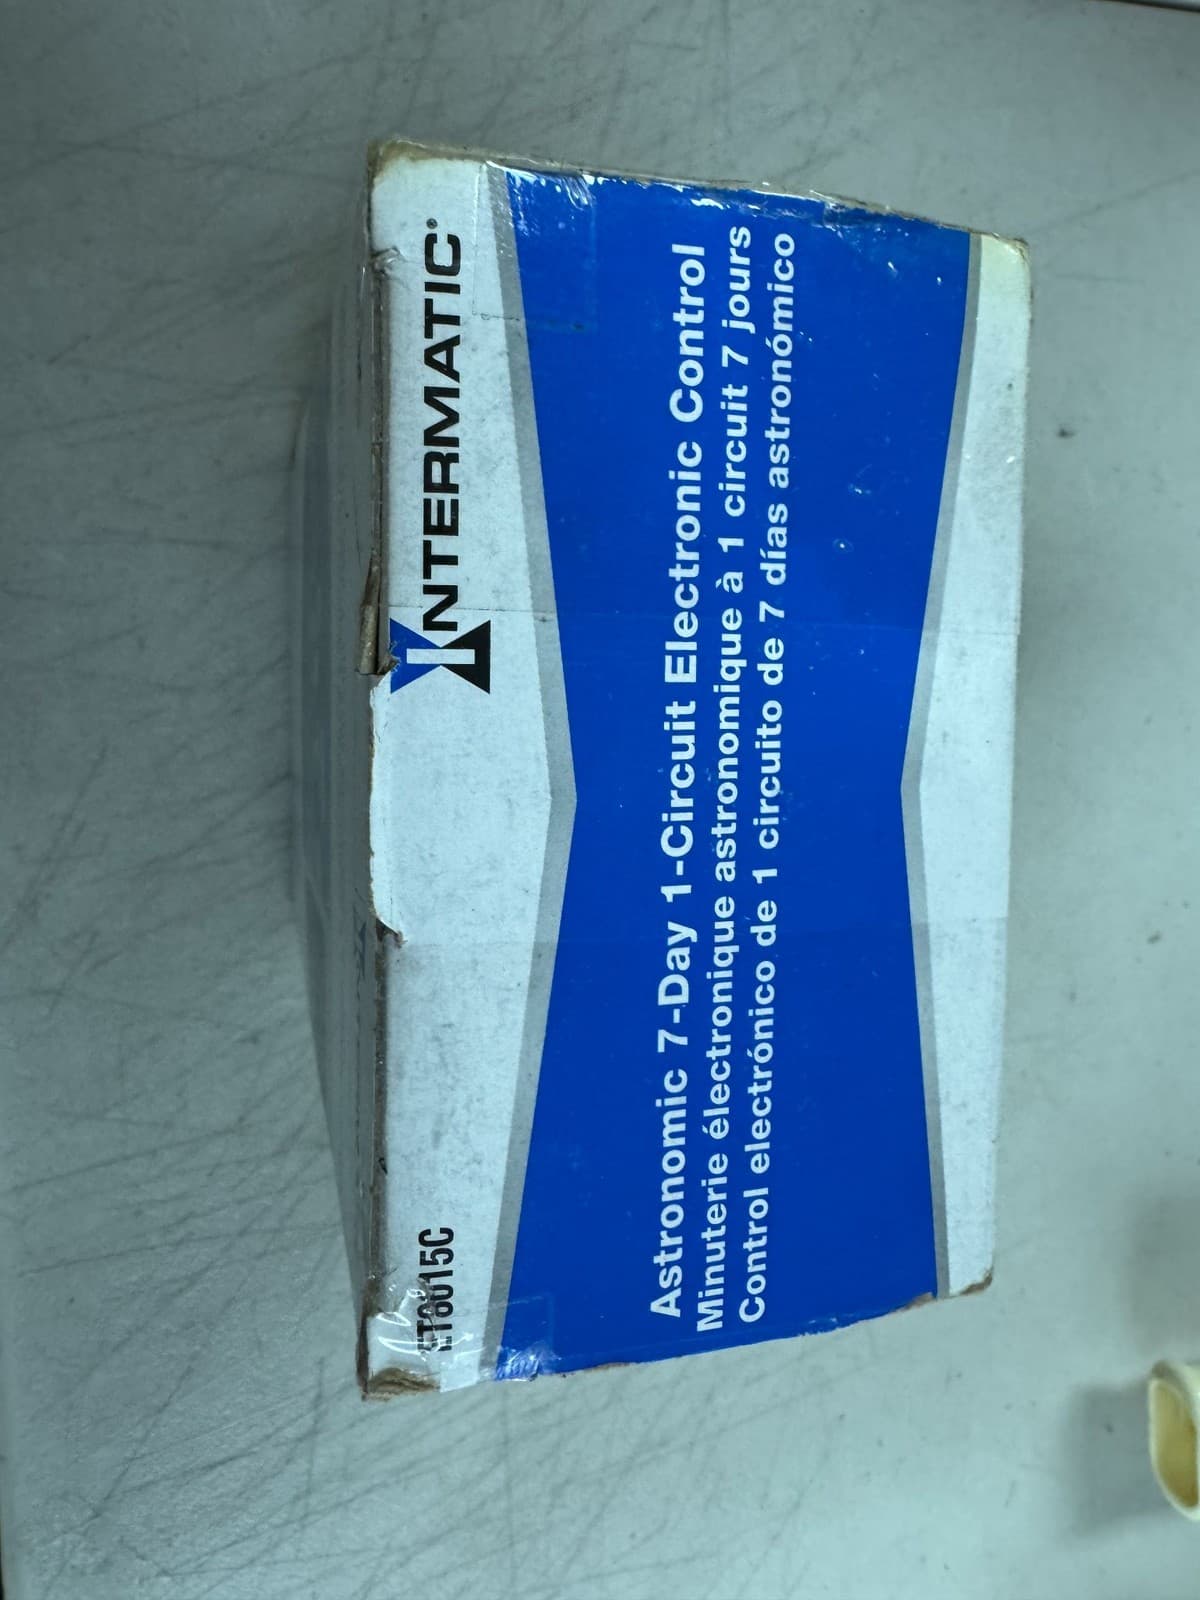 INTERMATIC®
ET8015C
Astronomic 7-Day 1-Circuit Electronic Control
Minuterie électronique astronomique à 1 circuit 7 jours
Control electrónico de 1 circuito de 7 días astronómico